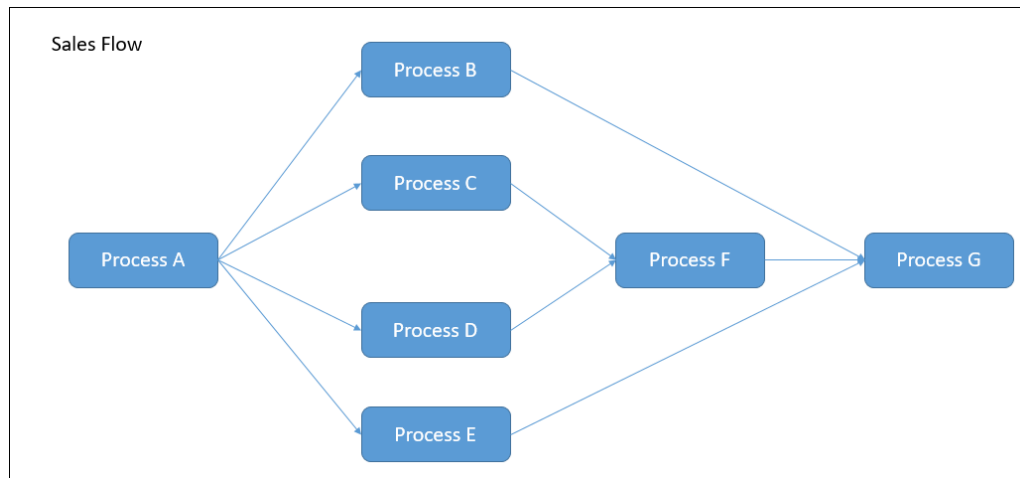 Sales Flow
Process B
Process C
Process A
Process F
Process G
Process D
Process E